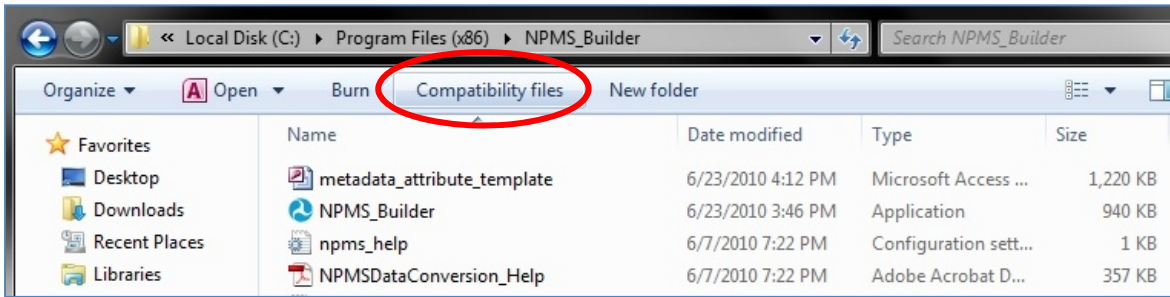 « Local Disk (C:) ▸ Program Files (x86) ▸ NPMS_Builder Search NPMS_Builder
Organize Open Burn Compatibility files New folder
Favorites Name Date modified Type Size
Desktop metadata_attribute_template 6/23/2010 4:12 PM Microsoft Access ... 1,220 KB
Downloads NPMS_Builder 6/23/2010 3:46 PM Application 940 KB
Recent Places npms_help 6/7/2010 7:22 PM Configuration sett... 1 KB
Libraries NPMSDataConversion_Help 6/7/2010 7:22 PM Adobe Acrobat D... 357 KB